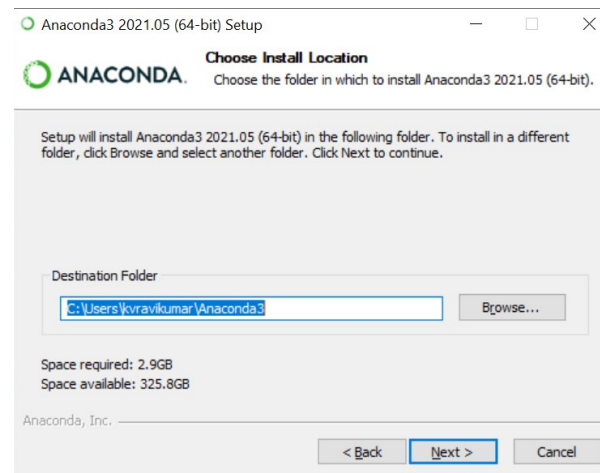 Anaconda3 2021.05 (64-bit) Setup
ANACONDA.
Choose Install Location
Choose the folder in which to install Anaconda3 2021.05 (64-bit).
Setup will install Anaconda3 2021.05 (64-bit) in the following folder. To install in a different
folder, click Browse and select another folder. Click Next to continue.
Destination Folder
C:\Users\kvravikumar\Anaconda3
Browse...
Space required: 2.9GB
Space available: 325.8GB
Anaconda, Inc.
< Back
Next >
Cancel